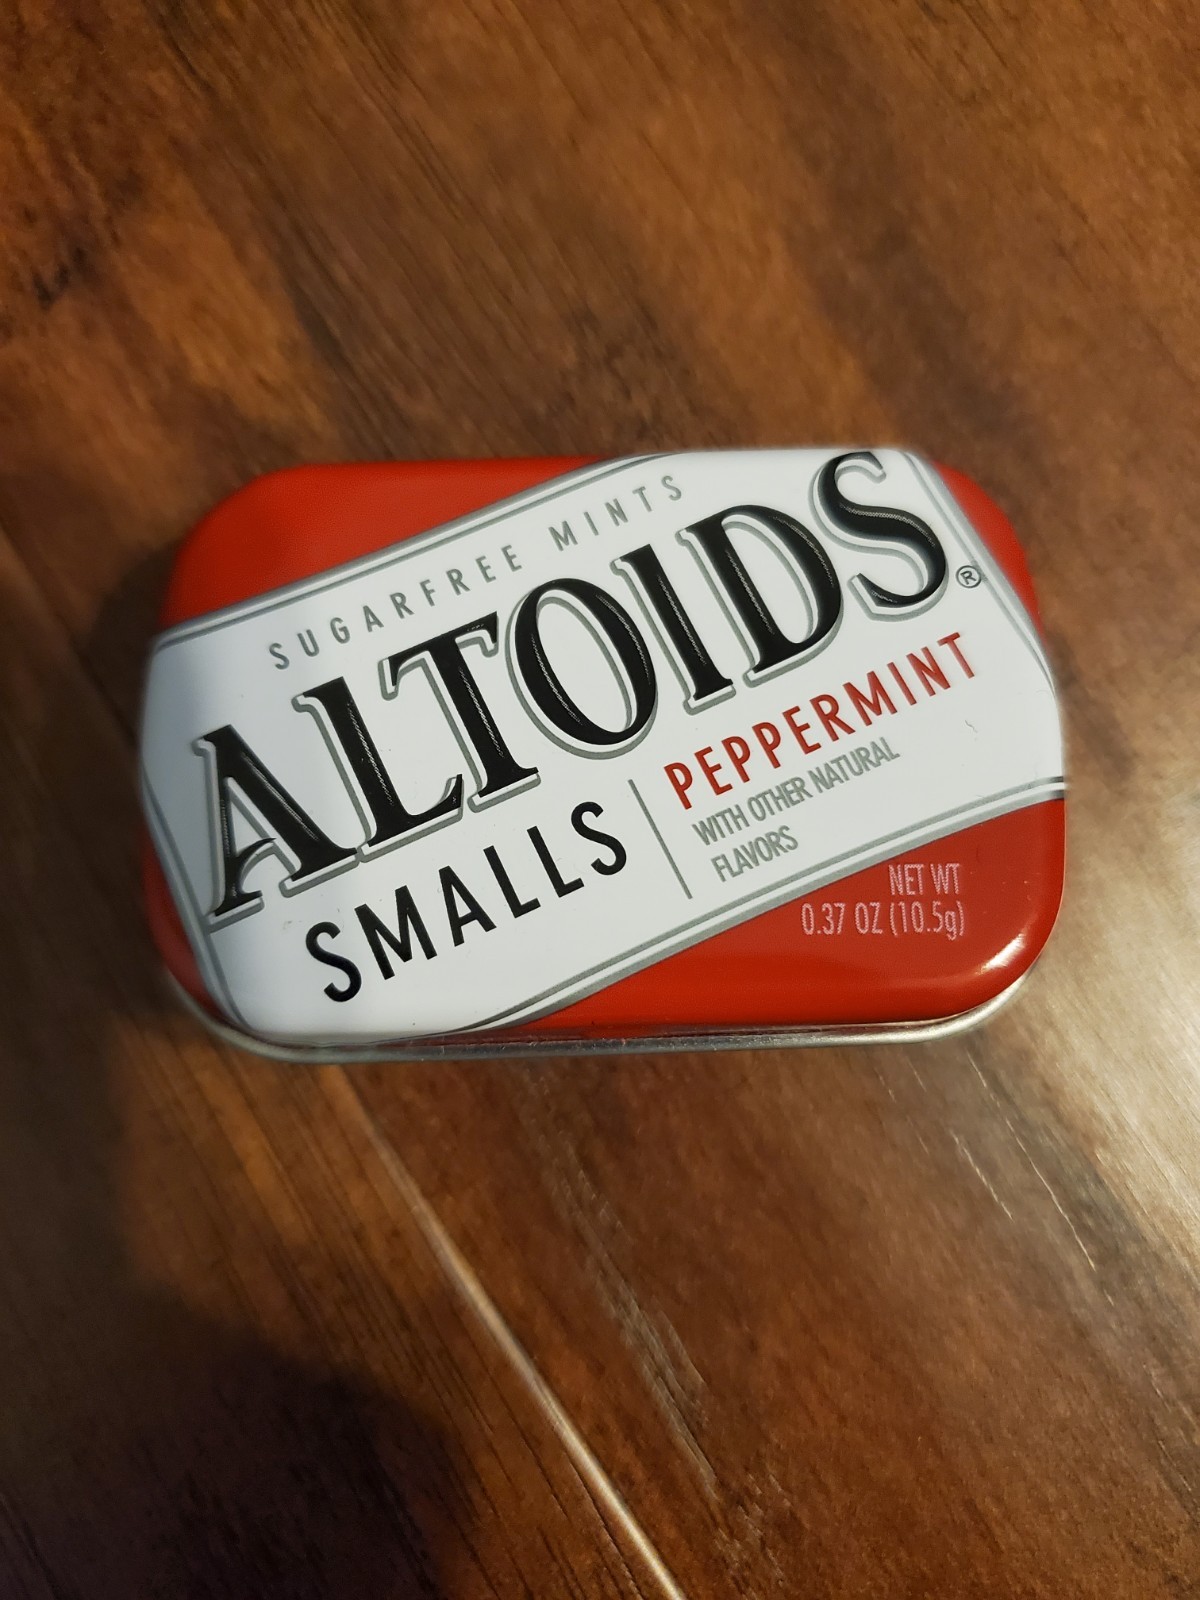 SUGARFREE MINTS
ALTOIDS®
SMALLS
PEPPERMINT
WITH OTHER NATURAL
FLAVORS
NET WT
0.37 OZ (10.5g)